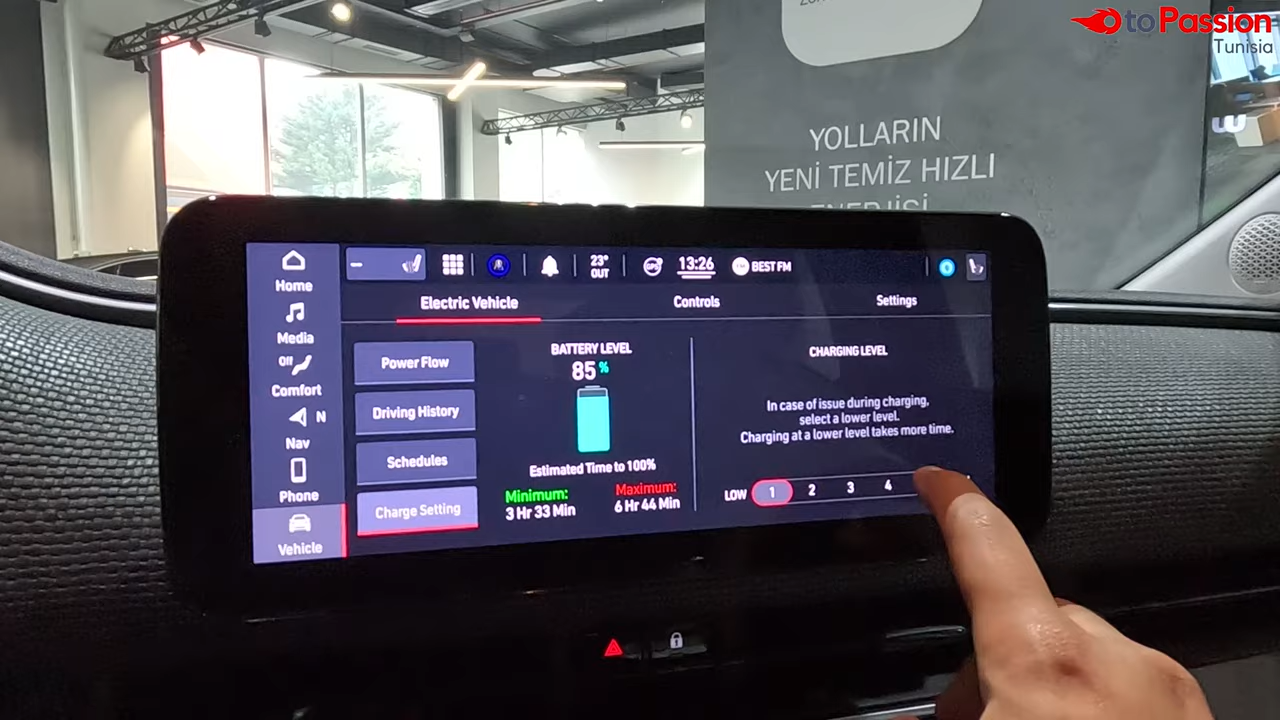 toPassion
Tunisia
YOLLARIN
YENİ TEMİZ HIZLI
ENERJİSİ
23°
OUT
GPS
13:26
BEST FM
Home
Media
Off
Comfort
N
Nav
Phone
Vehicle
Electric Vehicle
Controls
Settings
Power Flow
Driving History
Schedules
Charge Setting
BATTERY LEVEL
85 %
Estimated Time to 100%
Minimum:
3 Hr 33 Min
Maximum:
6 Hr 44 Min
CHARGING LEVEL
In case of issue during charging,
select a lower level.
Charging at a lower level takes more time.
LOW 1 2 3 4